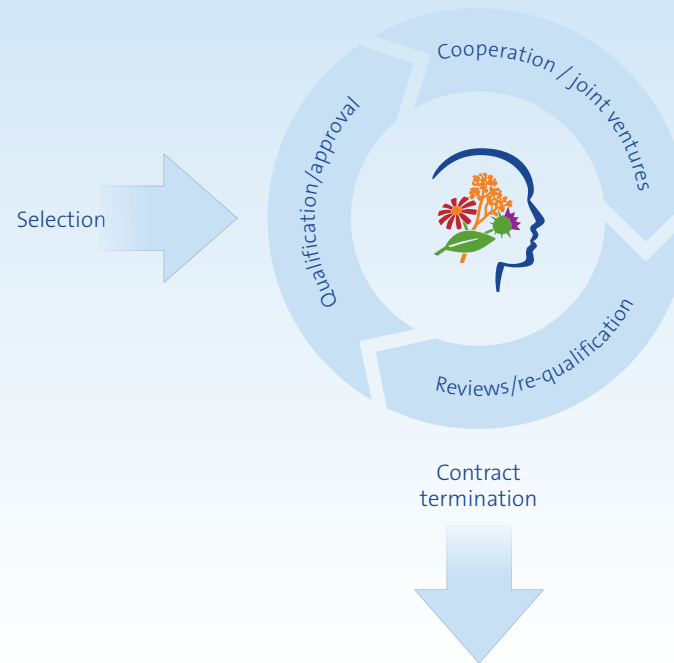 Selection
Qualification/approval
Cooperation / joint ventures
Reviews/re-qualification
Contract
termination